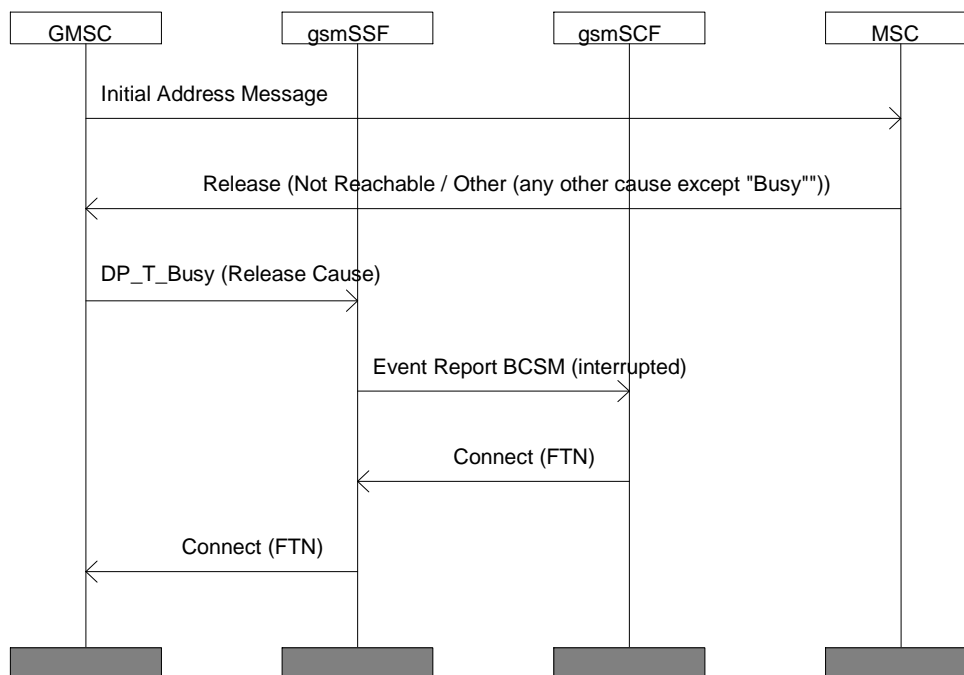 GMSC
gsmSSF
gsmSCF
MSC
Initial Address Message
Release (Not Reachable / Other (any other cause except "Busy""))
DP_T_Busy (Release Cause)
Event Report BCSM (interrupted)
Connect (FTN)
Connect (FTN)